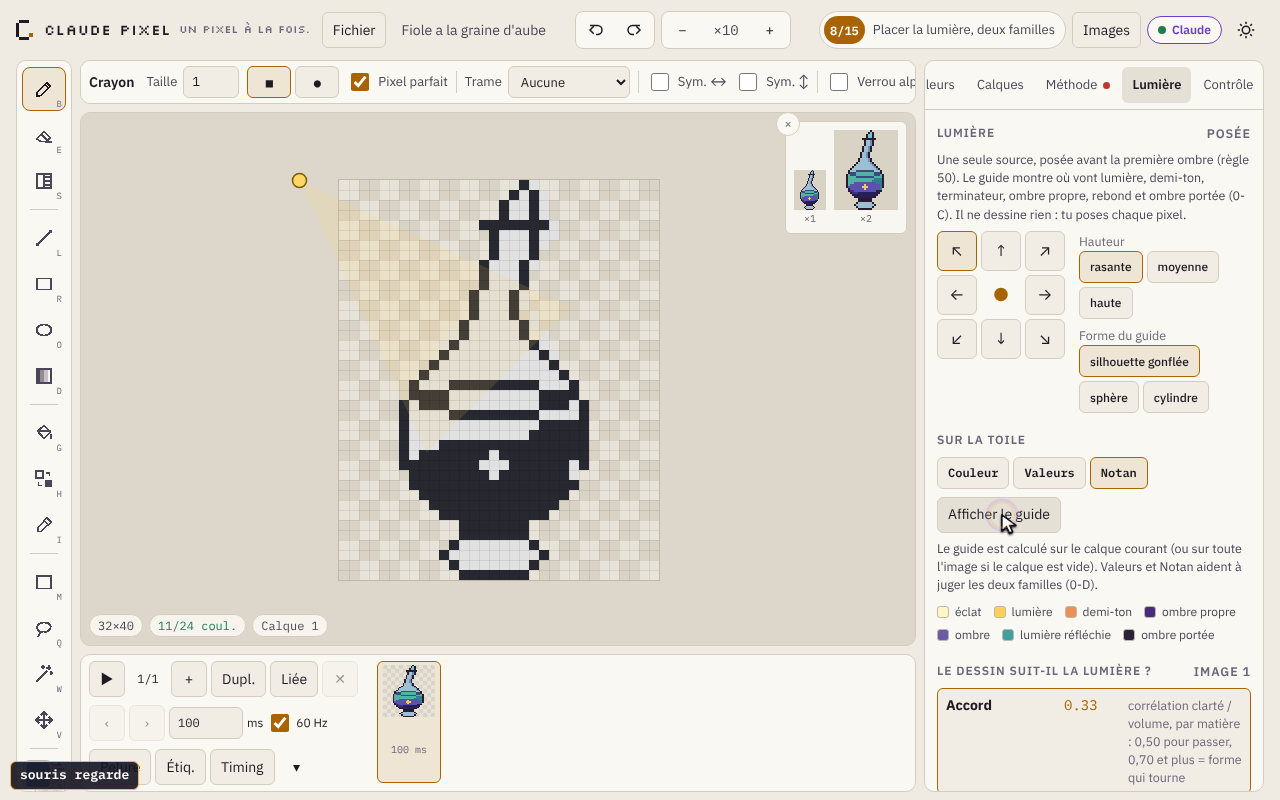 CLAUDE PIXEL UN PIXEL À LA FOIS.
Fichier
Fiole a la graine d'aube
− ×10 +
8/15 Placer la lumière, deux familles
Images
Claude
Crayon Taille 1
Pixel parfait
Trame Aucune
Sym. ↔
Sym. ↕
Verrou alp
B
E
S
L
R
O
D
G
H
I
M
Q
W
V
×
×1 ×2
32×40 11/24 coul. Calque 1
1/1 + Dupl. Liée ×
‹ › 100 ms 60 Hz
Étiq. Timing ▾
100 ms
souris regarde
leurs Calques Méthode Lumière Contrôle
LUMIÈRE POSÉE
Une seule source, posée avant la première ombre (règle
50). Le guide montre où vont lumière, demi-ton,
terminateur, ombre propre, rebond et ombre portée (0-
C). Il ne dessine rien : tu poses chaque pixel.
↖ ↑ ↗
← →
↙ ↓ ↘
Hauteur
rasante moyenne
haute
Forme du guide
silhouette gonflée
sphère cylindre
SUR LA TOILE
Couleur Valeurs Notan
Afficher le guide
Le guide est calculé sur le calque courant (ou sur toute
l'image si le calque est vide). Valeurs et Notan aident à
juger les deux familles (0-D).
éclat lumière demi-ton ombre propre
ombre lumière réfléchie ombre portée
LE DESSIN SUIT-IL LA LUMIÈRE ? IMAGE 1
Accord 0.33 corrélation clarté /
volume, par matière
: 0,50 pour passer,
0,70 et plus = forme
qui tourne